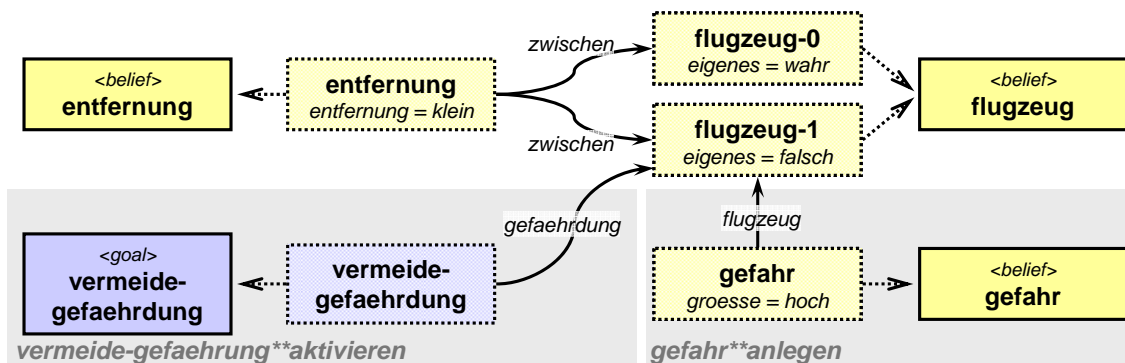 <belief>
entfernung
entfernung
entfernung = klein
zwischen
zwischen
flugzeug-0
eigenes = wahr
flugzeug-1
eigenes = falsch
<belief>
flugzeug
gefaehrdung
flugzeug
<goal>
vermeide-
gefaehrdung
vermeide-
gefaehrdung
gefahr
groesse = hoch
<belief>
gefahr
vermeide-gefaehrung**aktivieren
gefahr**anlegen